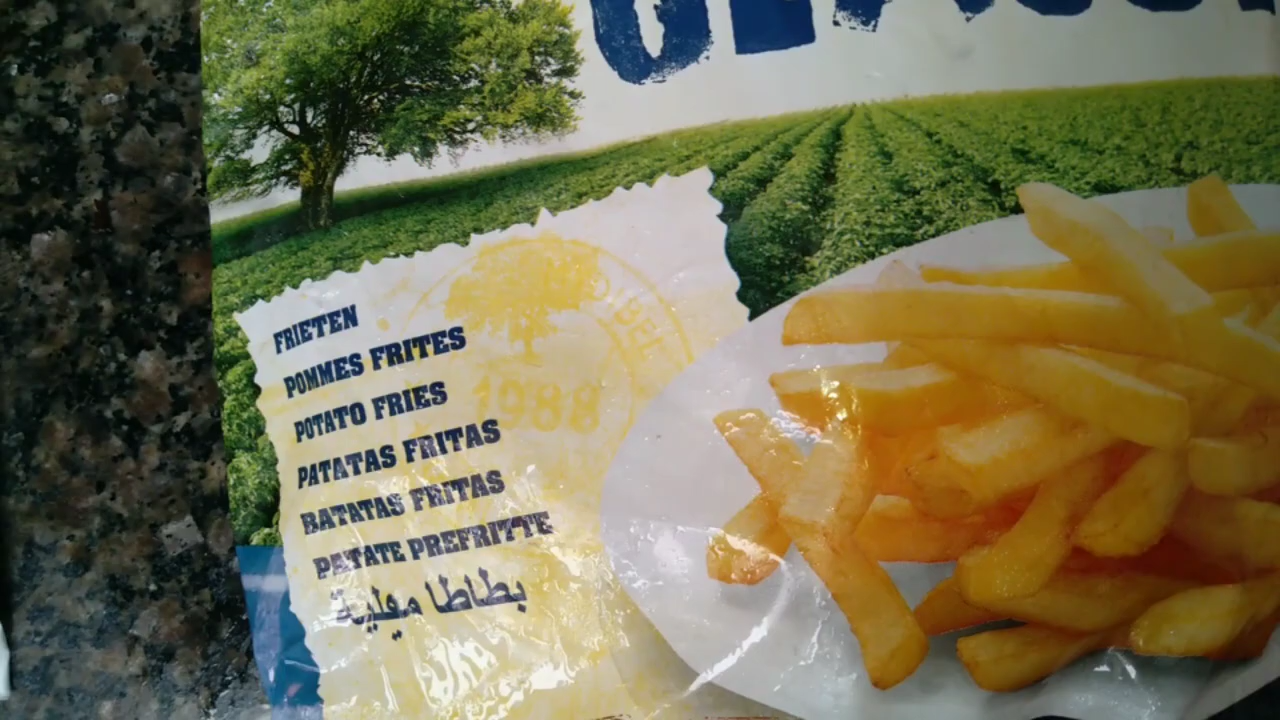 FRIETEN
POMMES FRITES
POTATO FRIES
PATATAS FRITAS
BATATAS FRITAS
PATATE PREFRITTE
بطاطا مقلية
1988